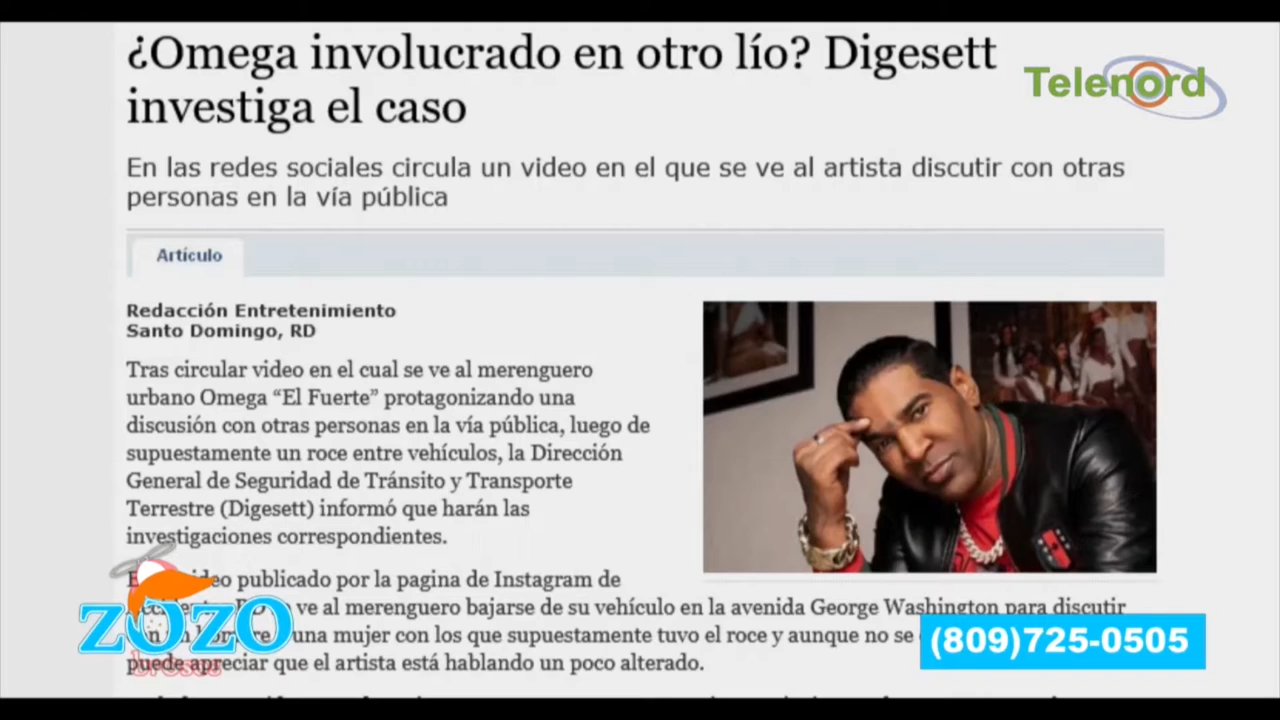 ¿Omega involucrado en otro lío? Digesett
investiga el caso
Telenord
En las redes sociales circula un video en el que se ve al artista discutir con otras
personas en la vía pública
Artículo
Redacción Entretenimiento
Santo Domingo, RD
Tras circular video en el cual se ve al merenguero
urbano Omega “El Fuerte” protagonizando una
discusión con otras personas en la vía pública, luego de
supuestamente un roce entre vehículos, la Dirección
General de Seguridad de Tránsito y Transporte
Terrestre (Digesett) informó que harán las
investigaciones correspondientes.
publicado por la pagina de Instagram de
ve al merenguero bajarse de su vehículo en la avenida George Washington para discutir
una mujer con los que supuestamente tuvo el roce y aunque no se
puede apreciar que el artista está hablando un poco alterado.
ZOZO
brosss
(809)725-0505